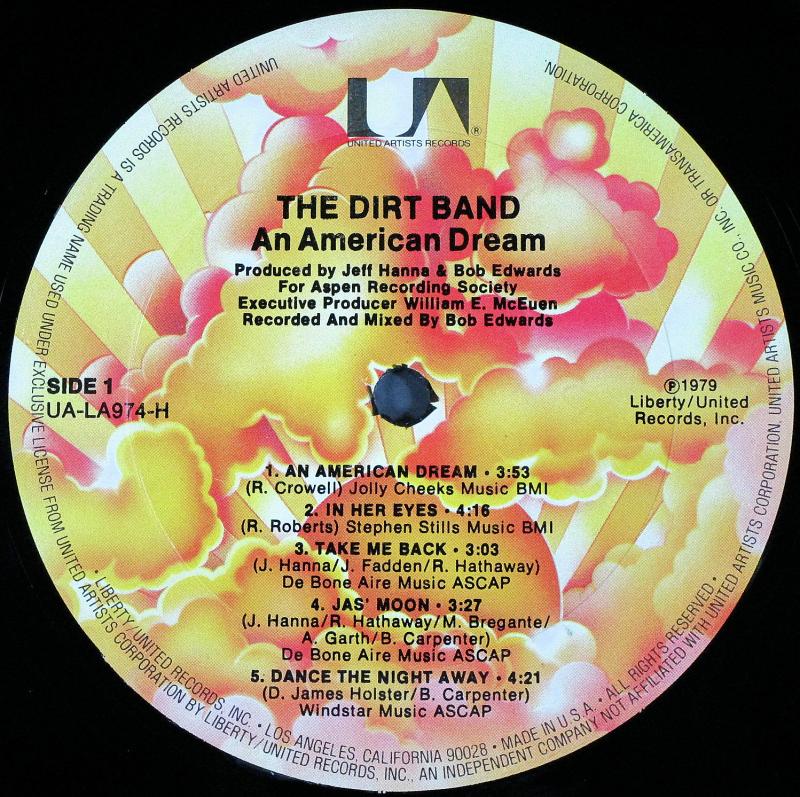 UA®
UNITED ARTISTS RECORDS
THE DIRT BAND
An American Dream
Produced by Jeff Hanna & Bob Edwards
For Aspen Recording Society
Executive Producer William E. McEuen
Recorded And Mixed By Bob Edwards
SIDE 1
UA-LA974-H
℗1979
Liberty/United
Records, Inc.
1. AN AMERICAN DREAM • 3:53
(R. Crowell) Jolly Cheeks Music BMI
2. IN HER EYES • 4:16
(R. Roberts) Stephen Stills Music BMI
3. TAKE ME BACK • 3:03
(J. Hanna/J. Fadden/R. Hathaway)
De Bone Aire Music ASCAP
4. JAS' MOON • 3:27
(J. Hanna/R. Hathaway/M. Bregante/
A. Garth/B. Carpenter)
De Bone Aire Music ASCAP
5. DANCE THE NIGHT AWAY • 4:21
(D. James Holster/B. Carpenter)
Windstar Music ASCAP
• LIBERTY/UNITED RECORDS, INC. • LOS ANGELES, CALIFORNIA 90028 • MADE IN U.S.A. • ALL RIGHTS RESERVED •
UNITED ARTISTS RECORDS IS A TRADING NAME USED UNDER EXCLUSIVE LICENSE FROM UNITED ARTISTS CORPORATION BY LIBERTY/UNITED RECORDS, INC., AN INDEPENDENT COMPANY NOT AFFILIATED WITH UNITED ARTISTS CORPORATION, UNITED ARTISTS MUSIC CO., INC. OR TRANSAMERICA CORPORATION.